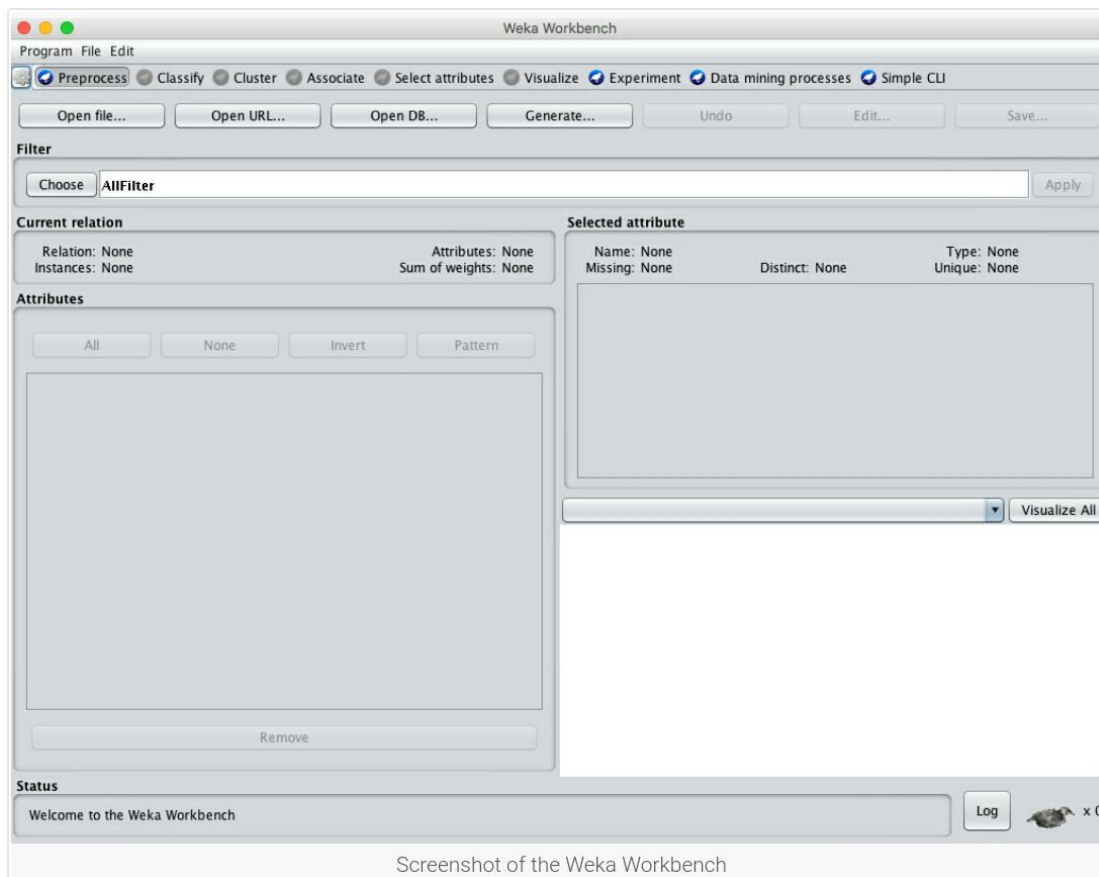 Weka Workbench
Program File Edit
Preprocess Classify Cluster Associate Select attributes Visualize Experiment Data mining processes Simple CLI
Open file... Open URL... Open DB... Generate... Undo Edit... Save...
Filter
Choose AllFilter Apply
Current relation
Relation: None Attributes: None
Instances: None Sum of weights: None
Selected attribute
Name: None Type: None
Missing: None Distinct: None Unique: None
Attributes
All None Invert Pattern
Remove
Visualize All
Status
Welcome to the Weka Workbench
Log x 0
Screenshot of the Weka Workbench